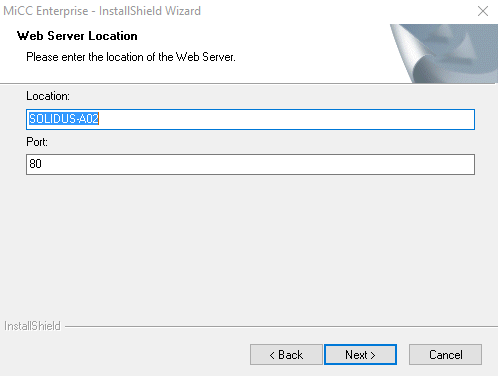 MiCC Enterprise - InstallShield Wizard
Web Server Location
Please enter the location of the Web Server.
Location:
SOLIDUS-A02
Port:
80
InstallShield
< Back Next > Cancel